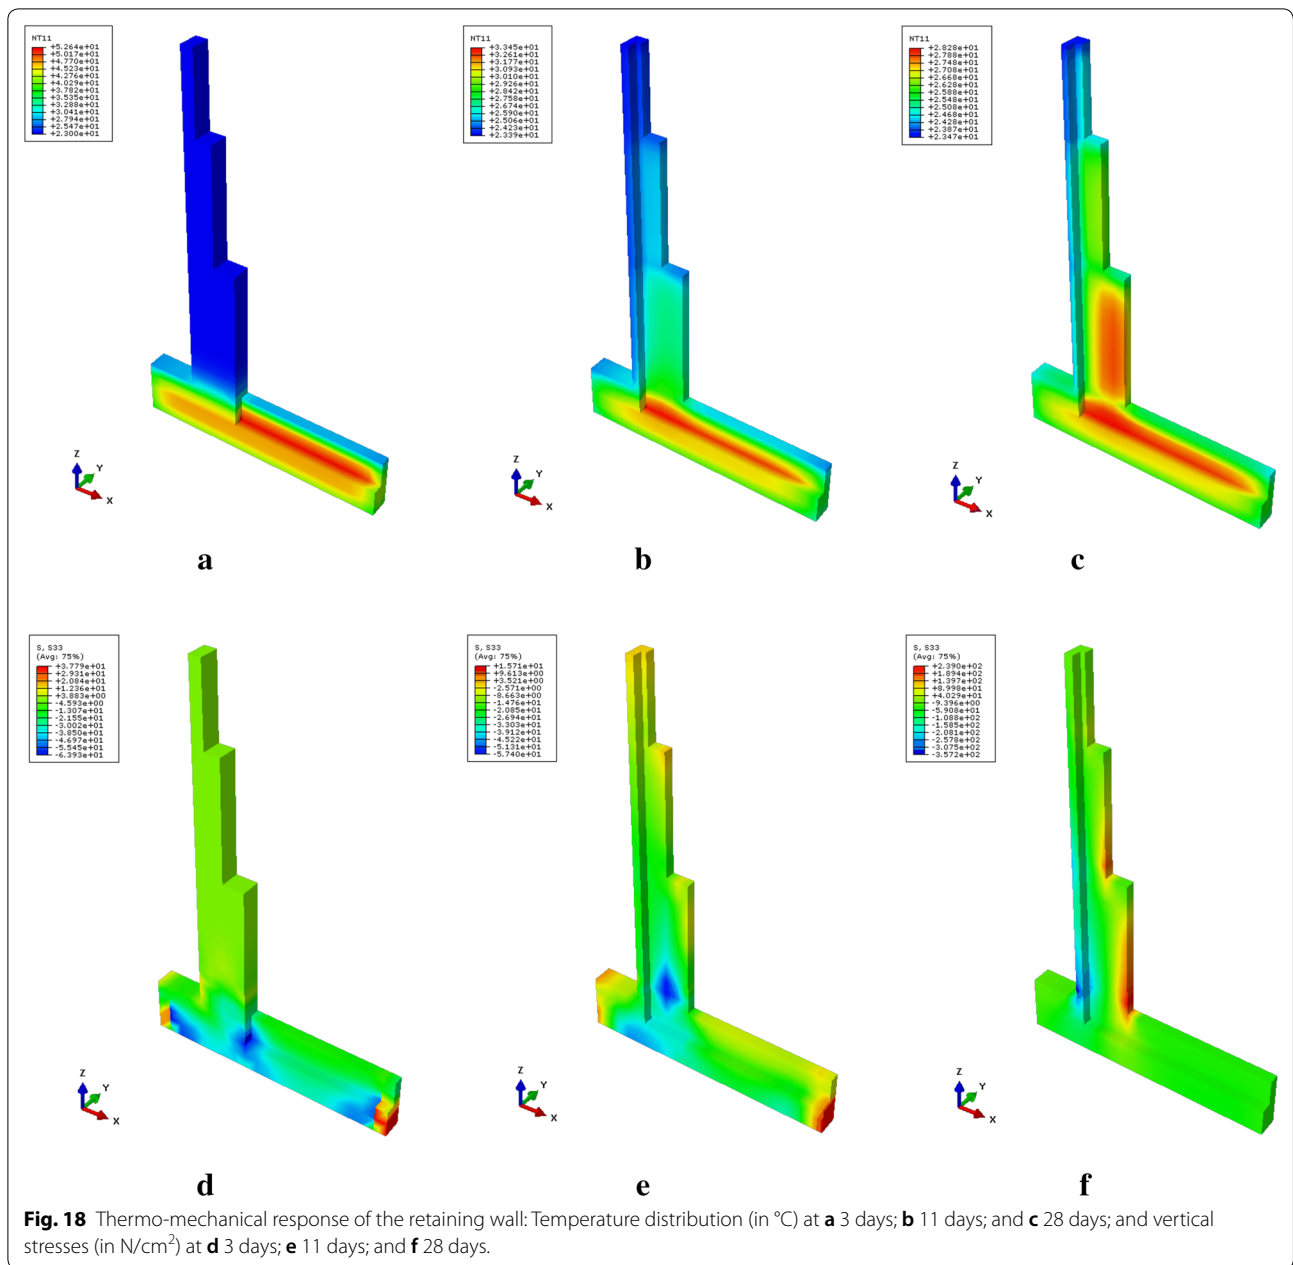 NT11
+5.264e+01
+5.017e+01
+4.770e+01
+4.523e+01
+4.276e+01
+4.029e+01
+3.782e+01
+3.535e+01
+3.288e+01
+3.041e+01
+2.794e+01
+2.547e+01
+2.300e+01
Z
Y
X
a
NT11
+3.345e+01
+3.261e+01
+3.177e+01
+3.093e+01
+3.010e+01
+2.926e+01
+2.842e+01
+2.758e+01
+2.674e+01
+2.590e+01
+2.506e+01
+2.423e+01
+2.339e+01
Z
Y
X
b
NT11
+2.828e+01
+2.788e+01
+2.748e+01
+2.708e+01
+2.668e+01
+2.628e+01
+2.588e+01
+2.548e+01
+2.508e+01
+2.468e+01
+2.428e+01
+2.387e+01
+2.347e+01
Z
Y
X
c
S, S33
(Avg: 75%)
+3.779e+01
+2.931e+01
+2.084e+01
+1.236e+01
+3.883e+00
-4.593e+00
-1.307e+01
-2.155e+01
-3.002e+01
-3.850e+01
-4.697e+01
-5.545e+01
-6.393e+01
Z
Y
X
d
S, S33
(Avg: 75%)
+1.571e+01
+9.613e+00
+3.521e+00
-2.571e+00
-8.663e+00
-1.476e+01
-2.085e+01
-2.694e+01
-3.303e+01
-3.912e+01
-4.522e+01
-5.131e+01
-5.740e+01
Z
Y
X
e
S, S33
(Avg: 75%)
+2.390e+02
+1.894e+02
+1.397e+02
+8.998e+01
+4.029e+01
-9.396e+00
-5.908e+01
-1.088e+02
-1.585e+02
-2.081e+02
-2.578e+02
-3.075e+02
-3.572e+02
Z
Y
X
f
Fig. 18 Thermo-mechanical response of the retaining wall: Temperature distribution (in °C) at a 3 days; b 11 days; and c 28 days; and vertical
stresses (in N/cm²) at d 3 days; e 11 days; and f 28 days.